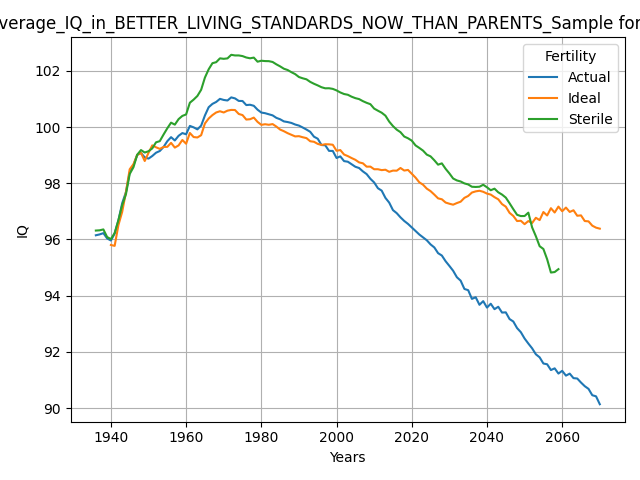 verage_IQ_in_BETTER_LIVING_STANDARDS_NOW_THAN_PARENTS_Sample for
Fertility
Actual
Ideal
Sterile
102
100
98
96
94
92
90
IQ
1940 1960 1980 2000 2020 2040 2060
Years